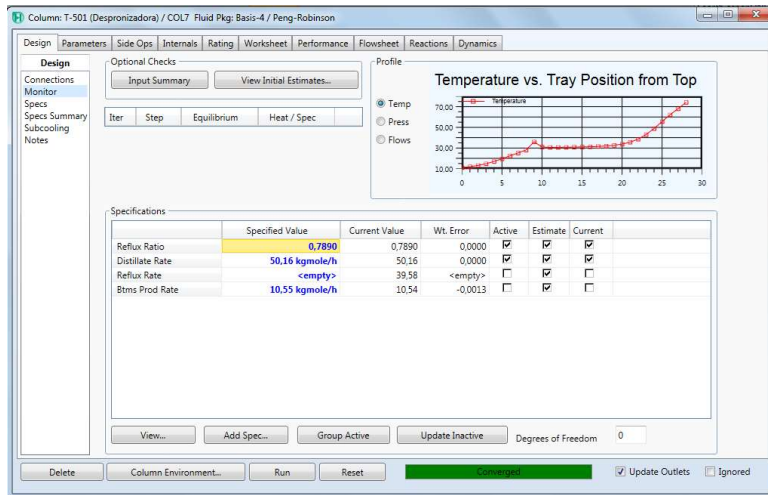 Column: T-501 (Despronizadora) / COL7 Fluid Pkg: Basis-4 / Peng-Robinson
Design Parameters Side Ops Internals Rating Worksheet Performance Flowsheet Reactions Dynamics
Design
Connections
Monitor
Specs
Specs Summary
Subcooling
Notes
Optional Checks
Input Summary View Initial Estimates...
Iter Step Equilibrium Heat / Spec
Profile
Temp
Press
Flows
Temperature vs. Tray Position from Top
Temperature
70,00
50,00
30,00
10,00
0 5 10 15 20 25 30
Specifications
Specified Value Current Value Wt. Error Active Estimate Current
Reflux Ratio 0,7890 0,7890 0,0000
Distillate Rate 50,16 kgmole/h 50,16 0,0000
Reflux Rate <empty> 39,58 <empty>
Btms Prod Rate 10,55 kgmole/h 10,54 -0,0013
View... Add Spec... Group Active Update Inactive Degrees of Freedom 0
Delete Column Environment... Run Reset Converged Update Outlets Ignored